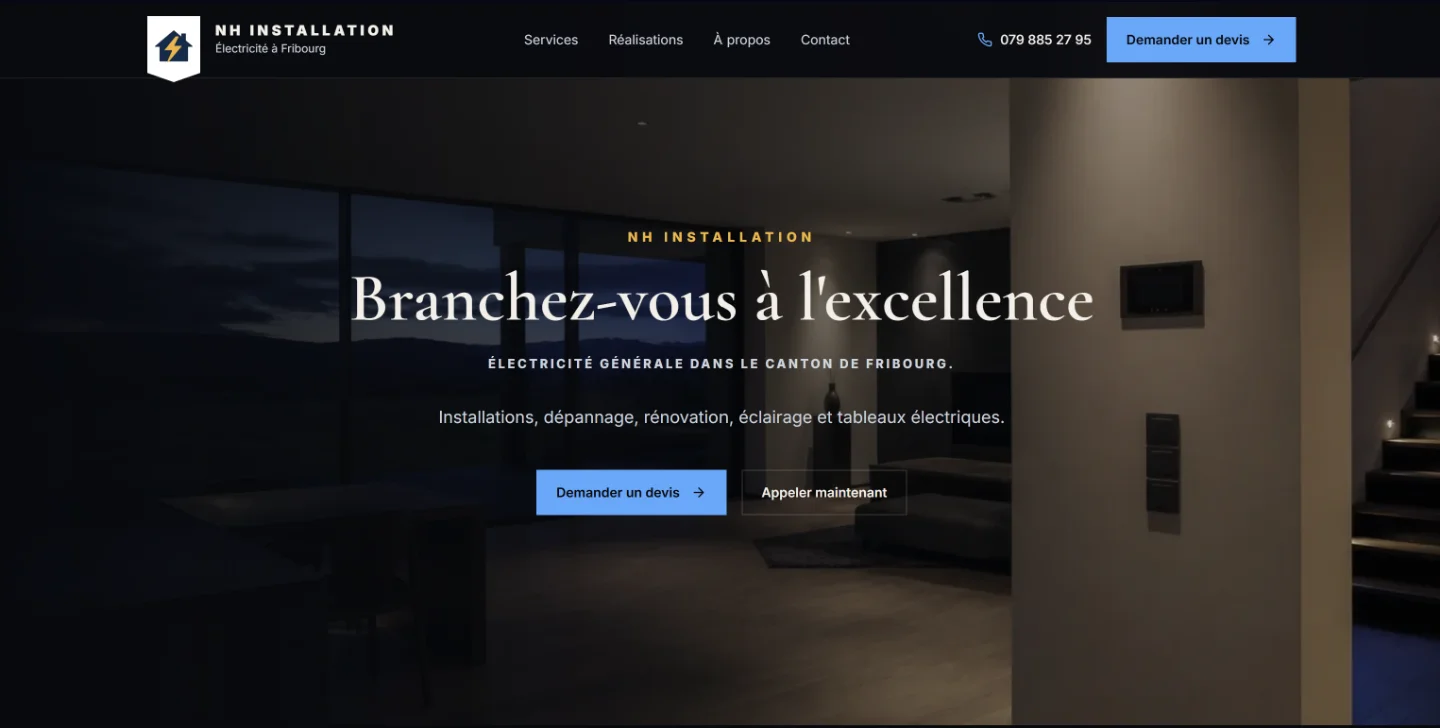 NH INSTALLATION
Électricité à Fribourg
Services
Réalisations
À propos
Contact
079 885 27 95
Demander un devis →
NH INSTALLATION
Branchez-vous à l'excellence
ÉLECTRICITÉ GÉNÉRALE DANS LE CANTON DE FRIBOURG.
Installations, dépannage, rénovation, éclairage et tableaux électriques.
Demander un devis →
Appeler maintenant